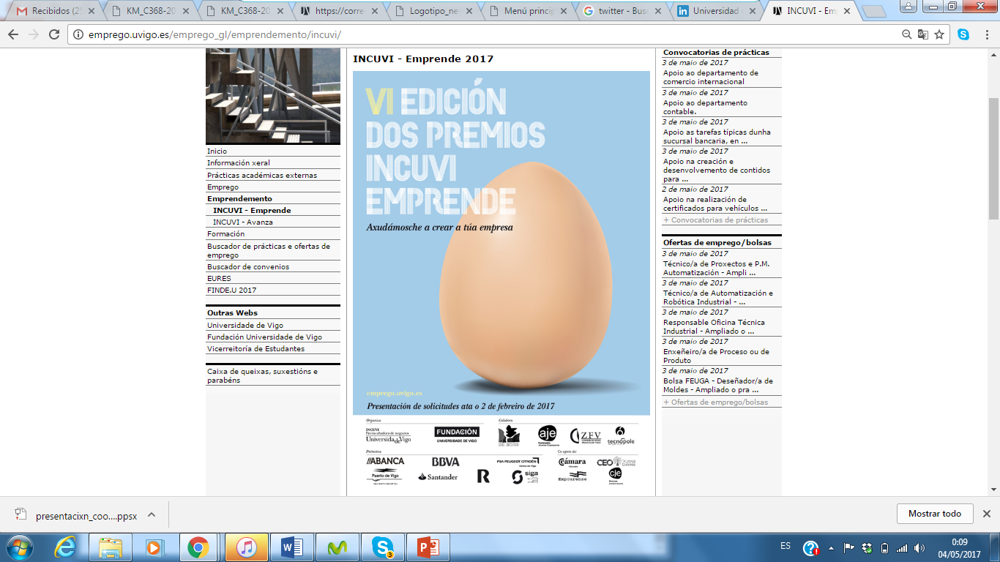 Recibidos (25
KM_C368-20
KM_C368-20
https://corre
Logotipo_ne
Menú princip
twitter - Bus
Universidad
INCUVI - Em
emprego.uvigo.es/emprego_gl/emprendemento/incuvi/
Inicio
Información xeral
Prácticas académicas externas
Emprego
Emprendemento
INCUVI - Emprende
INCUVI - Avanza
Formación
Buscador de prácticas e ofertas de
emprego
Buscador de convenios
EURES
FINDE.U 2017
Outras Webs
Universidade de Vigo
Fundación Universidade de Vigo
Vicerreitoría de Estudantes
Caixa de queixas, suxestións e
parabéns
INCUVI - Emprende 2017
VI EDICIÓN
DOS PREMIOS
INCUVI
EMPRENDE
Axudámosche a crear a túa empresa
emprego.uvigo.es
Presentación de solicitudes ata o 2 de febreiro de 2017
Organiza
Colabora
INCUVI
Pre-incubadora de negocios
UniversidadeVigo
FUNDACIÓN
UNIVERSIDADE DE VIGO
aje
ZFV
tecnópole
Patrocina
Co apoio de:
ABANCA
BBVA
PSA PEUGEOT CITROËN
Cámara
CEO
Puerto de Vigo
Santander
R
siga
Expourense
cje
Convocatorias de prácticas
3 de maio de 2017
Apoio ao departamento de
comercio internacional
3 de maio de 2017
Apoio ao departamento
contable.
3 de maio de 2017
Apoio as tarefas típicas dunha
sucursal bancaria, en ...
3 de maio de 2017
Apoio na creación e
desenvolvemento de contidos
para ...
2 de maio de 2017
Apoio na realización de
certificados para vehículos ...
+ Convocatorias de prácticas
Ofertas de emprego/bolsas
3 de maio de 2017
Técnico/a de Proxectos e P.M.
Automatización - Ampli ...
3 de maio de 2017
Técnico/a de Automatización e
Robótica Industrial - ...
3 de maio de 2017
Responsable Oficina Técnica
Industrial - Ampliado o ...
3 de maio de 2017
Enxeñeiro/a de Proceso ou de
Produto
3 de maio de 2017
Bolsa FEUGA - Deseñador/a de
Moldes - Ampliado o pra ...
+ Ofertas de emprego/bolsas
presentacixn_coo....ppsx
Mostrar todo
ES
0:09
04/05/2017